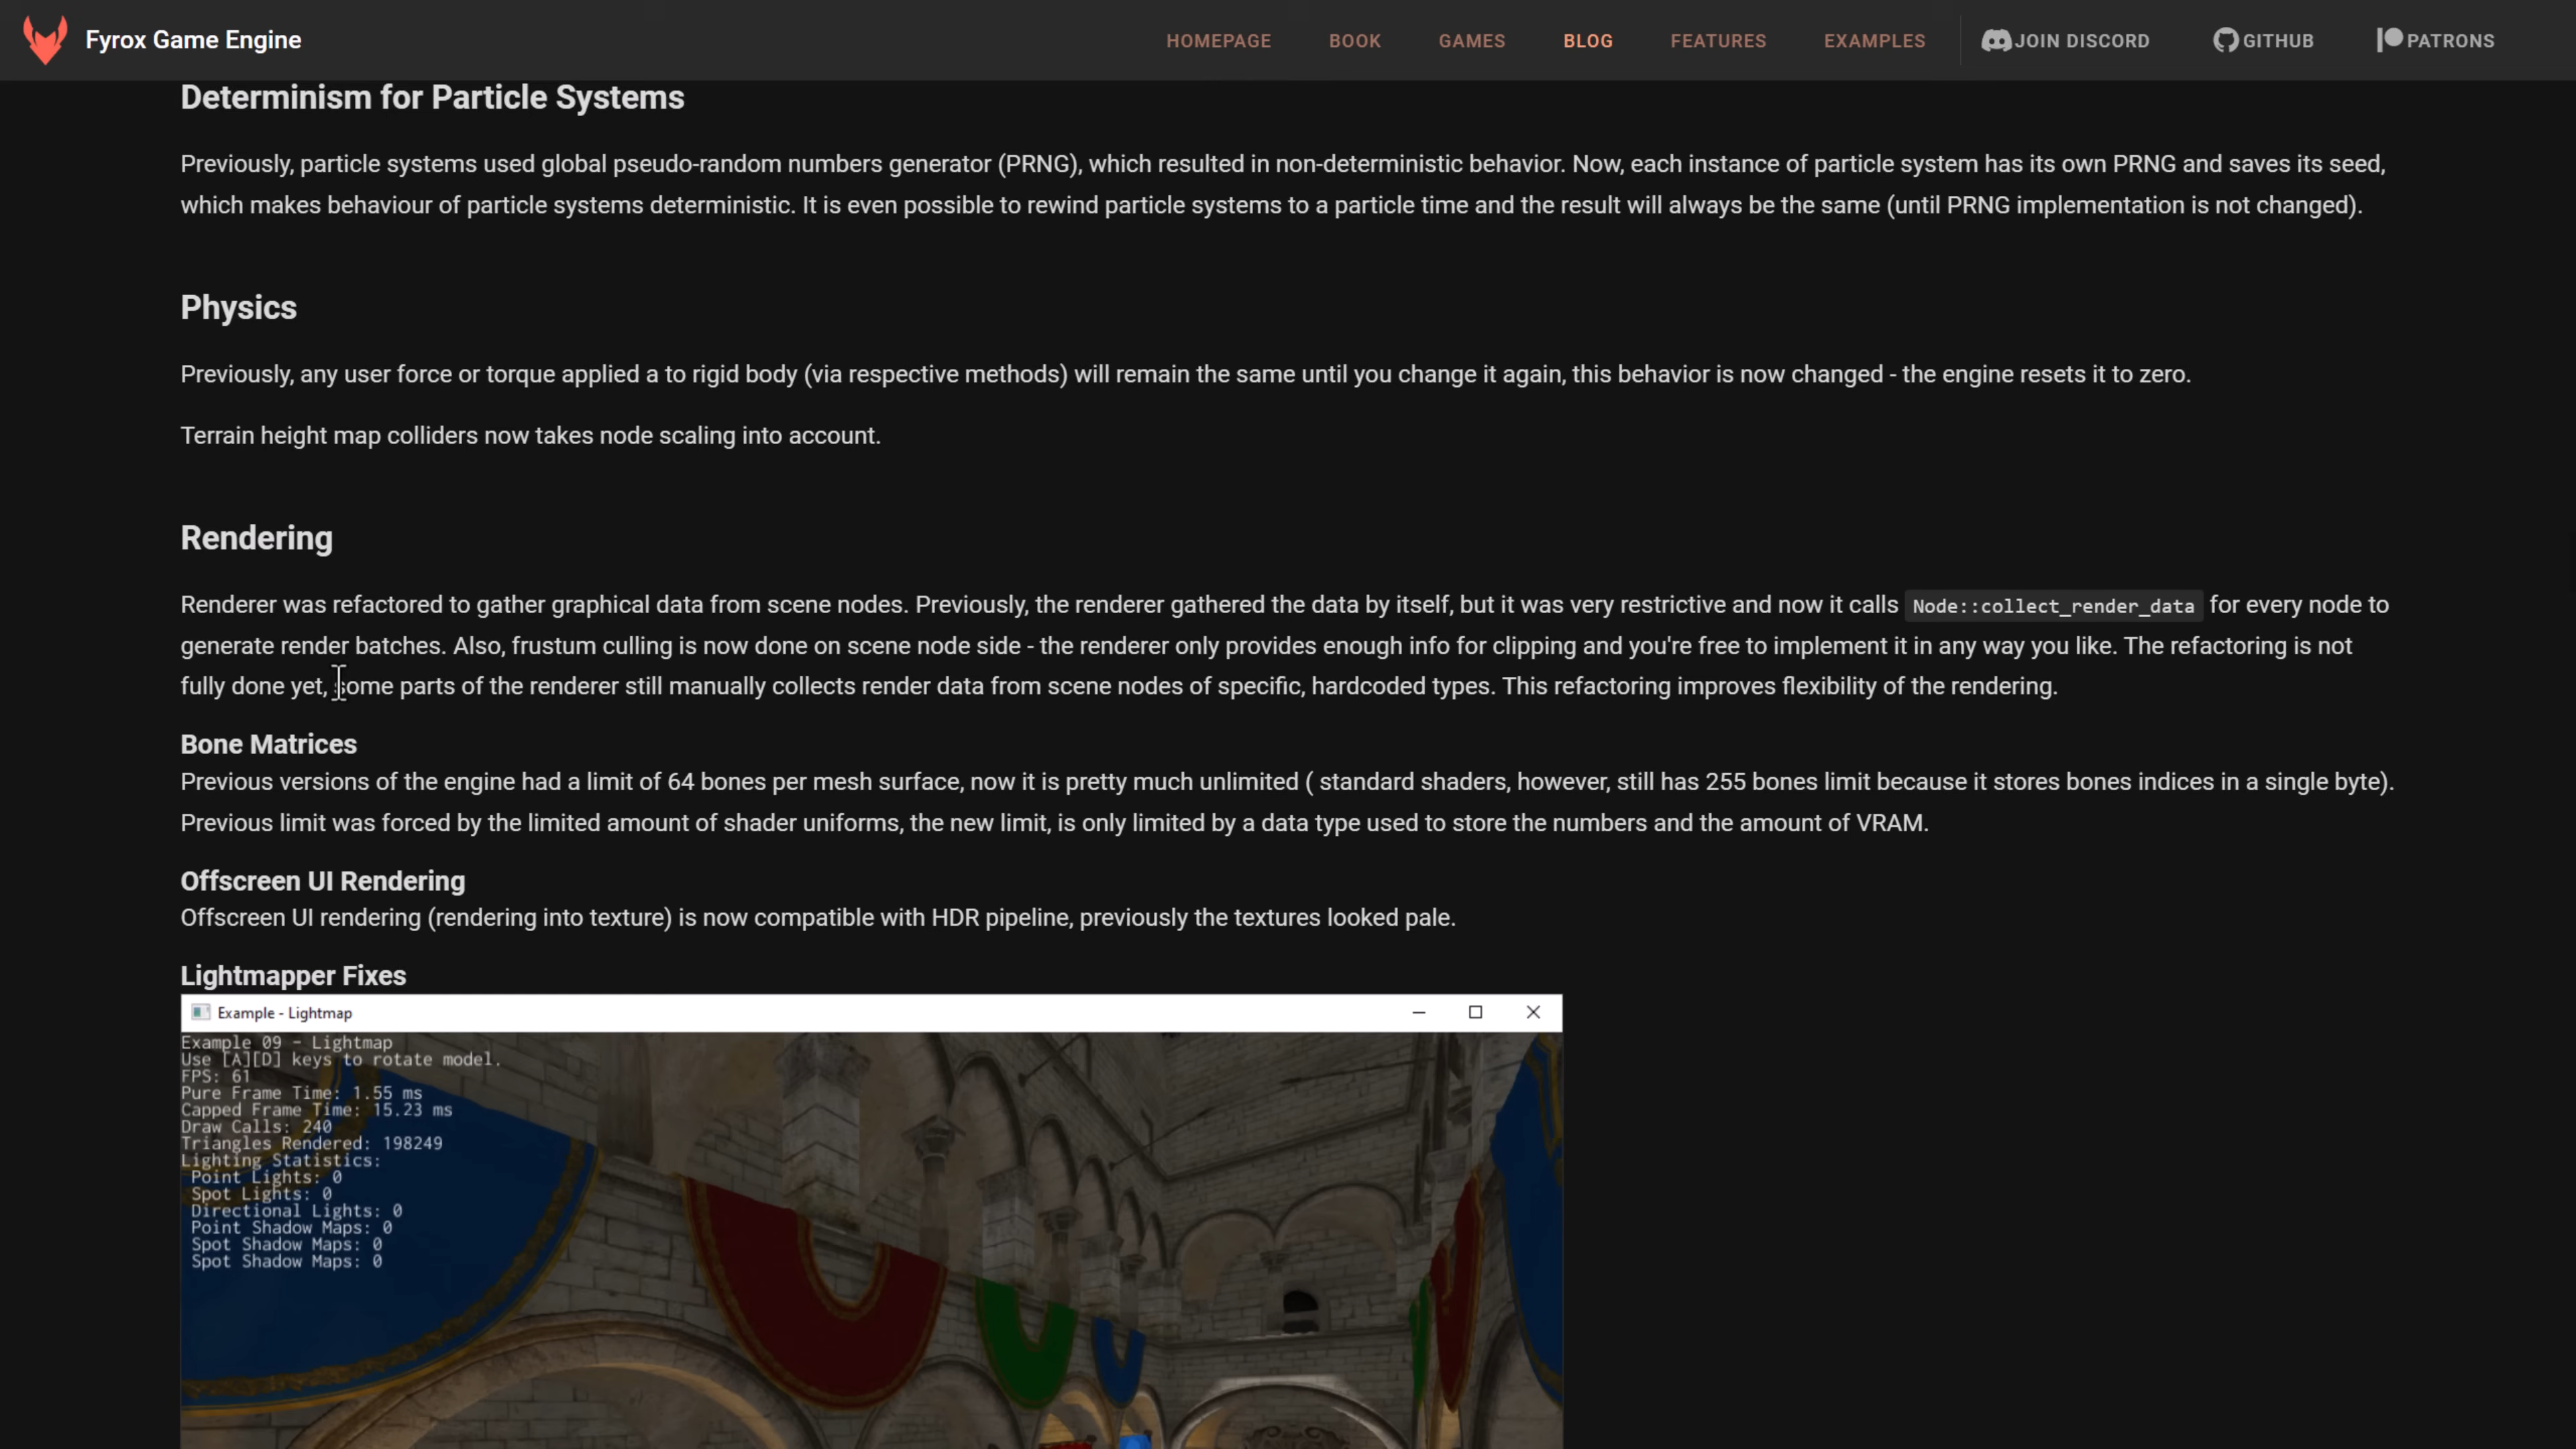 Fyrox Game Engine
HOMEPAGE BOOK GAMES BLOG FEATURES EXAMPLES JOIN DISCORD GITHUB PATRONS
Determinism for Particle Systems
Previously, particle systems used global pseudo-random numbers generator (PRNG), which resulted in non-deterministic behavior. Now, each instance of particle system has its own PRNG and saves its seed,
which makes behaviour of particle systems deterministic. It is even possible to rewind particle systems to a particle time and the result will always be the same (until PRNG implementation is not changed).
Physics
Previously, any user force or torque applied a to rigid body (via respective methods) will remain the same until you change it again, this behavior is now changed - the engine resets it to zero.
Terrain height map colliders now takes node scaling into account.
Rendering
Renderer was refactored to gather graphical data from scene nodes. Previously, the renderer gathered the data by itself, but it was very restrictive and now it calls Node::collect_render_data for every node to
generate render batches. Also, frustum culling is now done on scene node side - the renderer only provides enough info for clipping and you're free to implement it in any way you like. The refactoring is not
fully done yet, some parts of the renderer still manually collects render data from scene nodes of specific, hardcoded types. This refactoring improves flexibility of the rendering.
Bone Matrices
Previous versions of the engine had a limit of 64 bones per mesh surface, now it is pretty much unlimited ( standard shaders, however, still has 255 bones limit because it stores bones indices in a single byte).
Previous limit was forced by the limited amount of shader uniforms, the new limit, is only limited by a data type used to store the numbers and the amount of VRAM.
Offscreen UI Rendering
Offscreen UI rendering (rendering into texture) is now compatible with HDR pipeline, previously the textures looked pale.
Lightmapper Fixes
Example - Lightmap
Example 09 - Lightmap
Use [A][D] keys to rotate model.
FPS: 61
Pure Frame Time: 1.55 ms
Capped Frame Time: 15.23 ms
Draw Calls: 240
Triangles Rendered: 198249
Lighting Statistics:
Point Lights: 0
Spot Lights: 0
Directional Lights: 0
Point Shadow Maps: 0
Spot Shadow Maps: 0
Spot Shadow Maps: 0